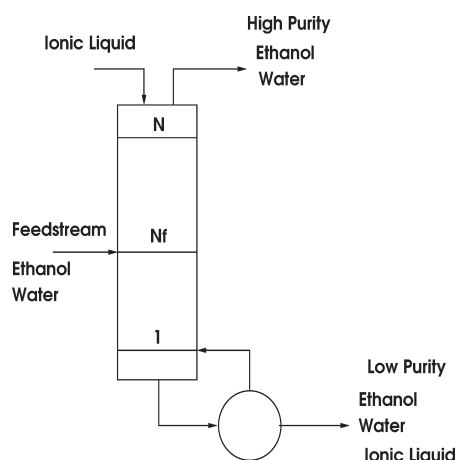 Ionic Liquid
High Purity
Ethanol
Water
N
Feedstream
Nf
Ethanol
Water
1
Low Purity
Ethanol
Water
Ionic Liquid